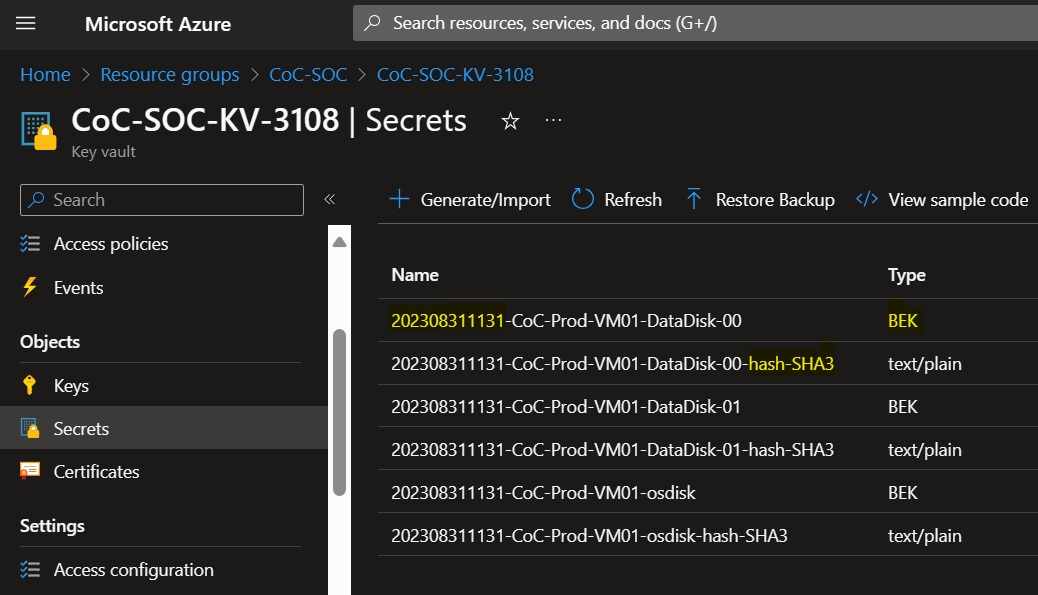 Microsoft Azure
Search resources, services, and docs (G+/)
Home > Resource groups > CoC-SOC > CoC-SOC-KV-3108
CoC-SOC-KV-3108 | Secrets
Key vault
Search
Generate/Import
Refresh
Restore Backup
View sample code
Access policies
Events
Objects
Keys
Secrets
Certificates
Settings
Access configuration
Name Type
202308311131-CoC-Prod-VM01-DataDisk-00 BEK
202308311131-CoC-Prod-VM01-DataDisk-00-hash-SHA3 text/plain
202308311131-CoC-Prod-VM01-DataDisk-01 BEK
202308311131-CoC-Prod-VM01-DataDisk-01-hash-SHA3 text/plain
202308311131-CoC-Prod-VM01-osdisk BEK
202308311131-CoC-Prod-VM01-osdisk-hash-SHA3 text/plain